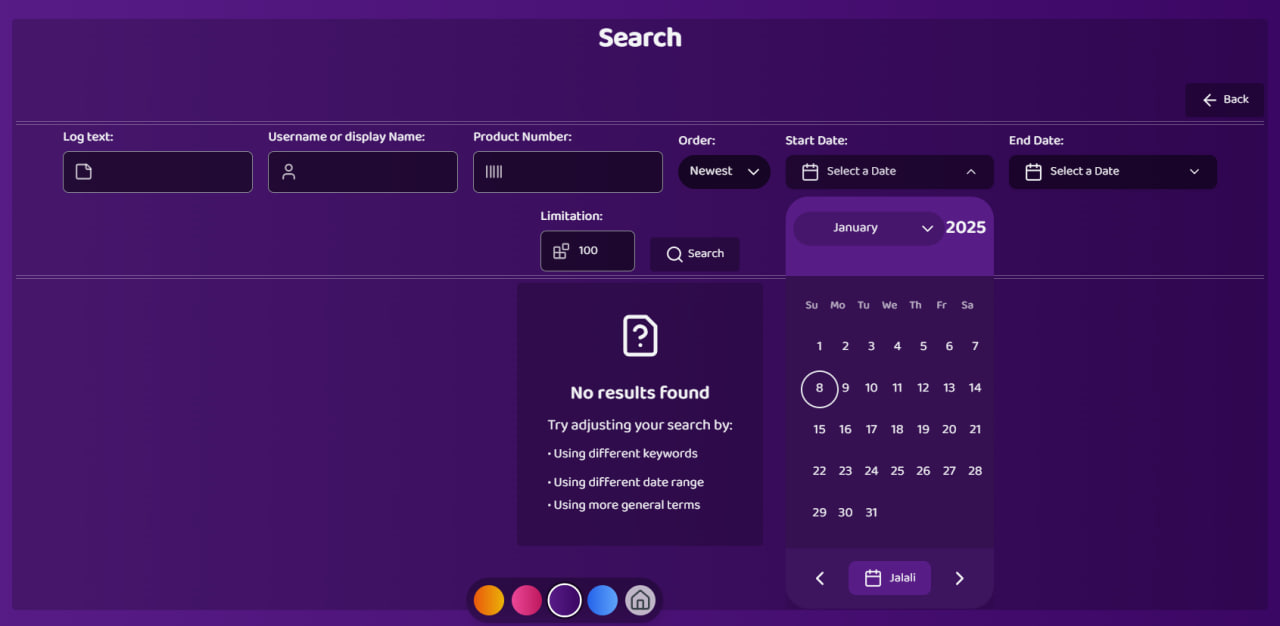 Search
Back
Log text:
Username or display Name:
Product Number:
Order:
Newest
Start Date:
Select a Date
End Date:
Select a Date
Limitation:
100
Search
January 2025
Su Mo Tu We Th Fr Sa
1 2 3 4 5 6 7
8 9 10 11 12 13 14
15 16 17 18 19 20 21
22 23 24 25 26 27 28
29 30 31
Jalali
No results found
Try adjusting your search by:
• Using different keywords
• Using different date range
• Using more general terms